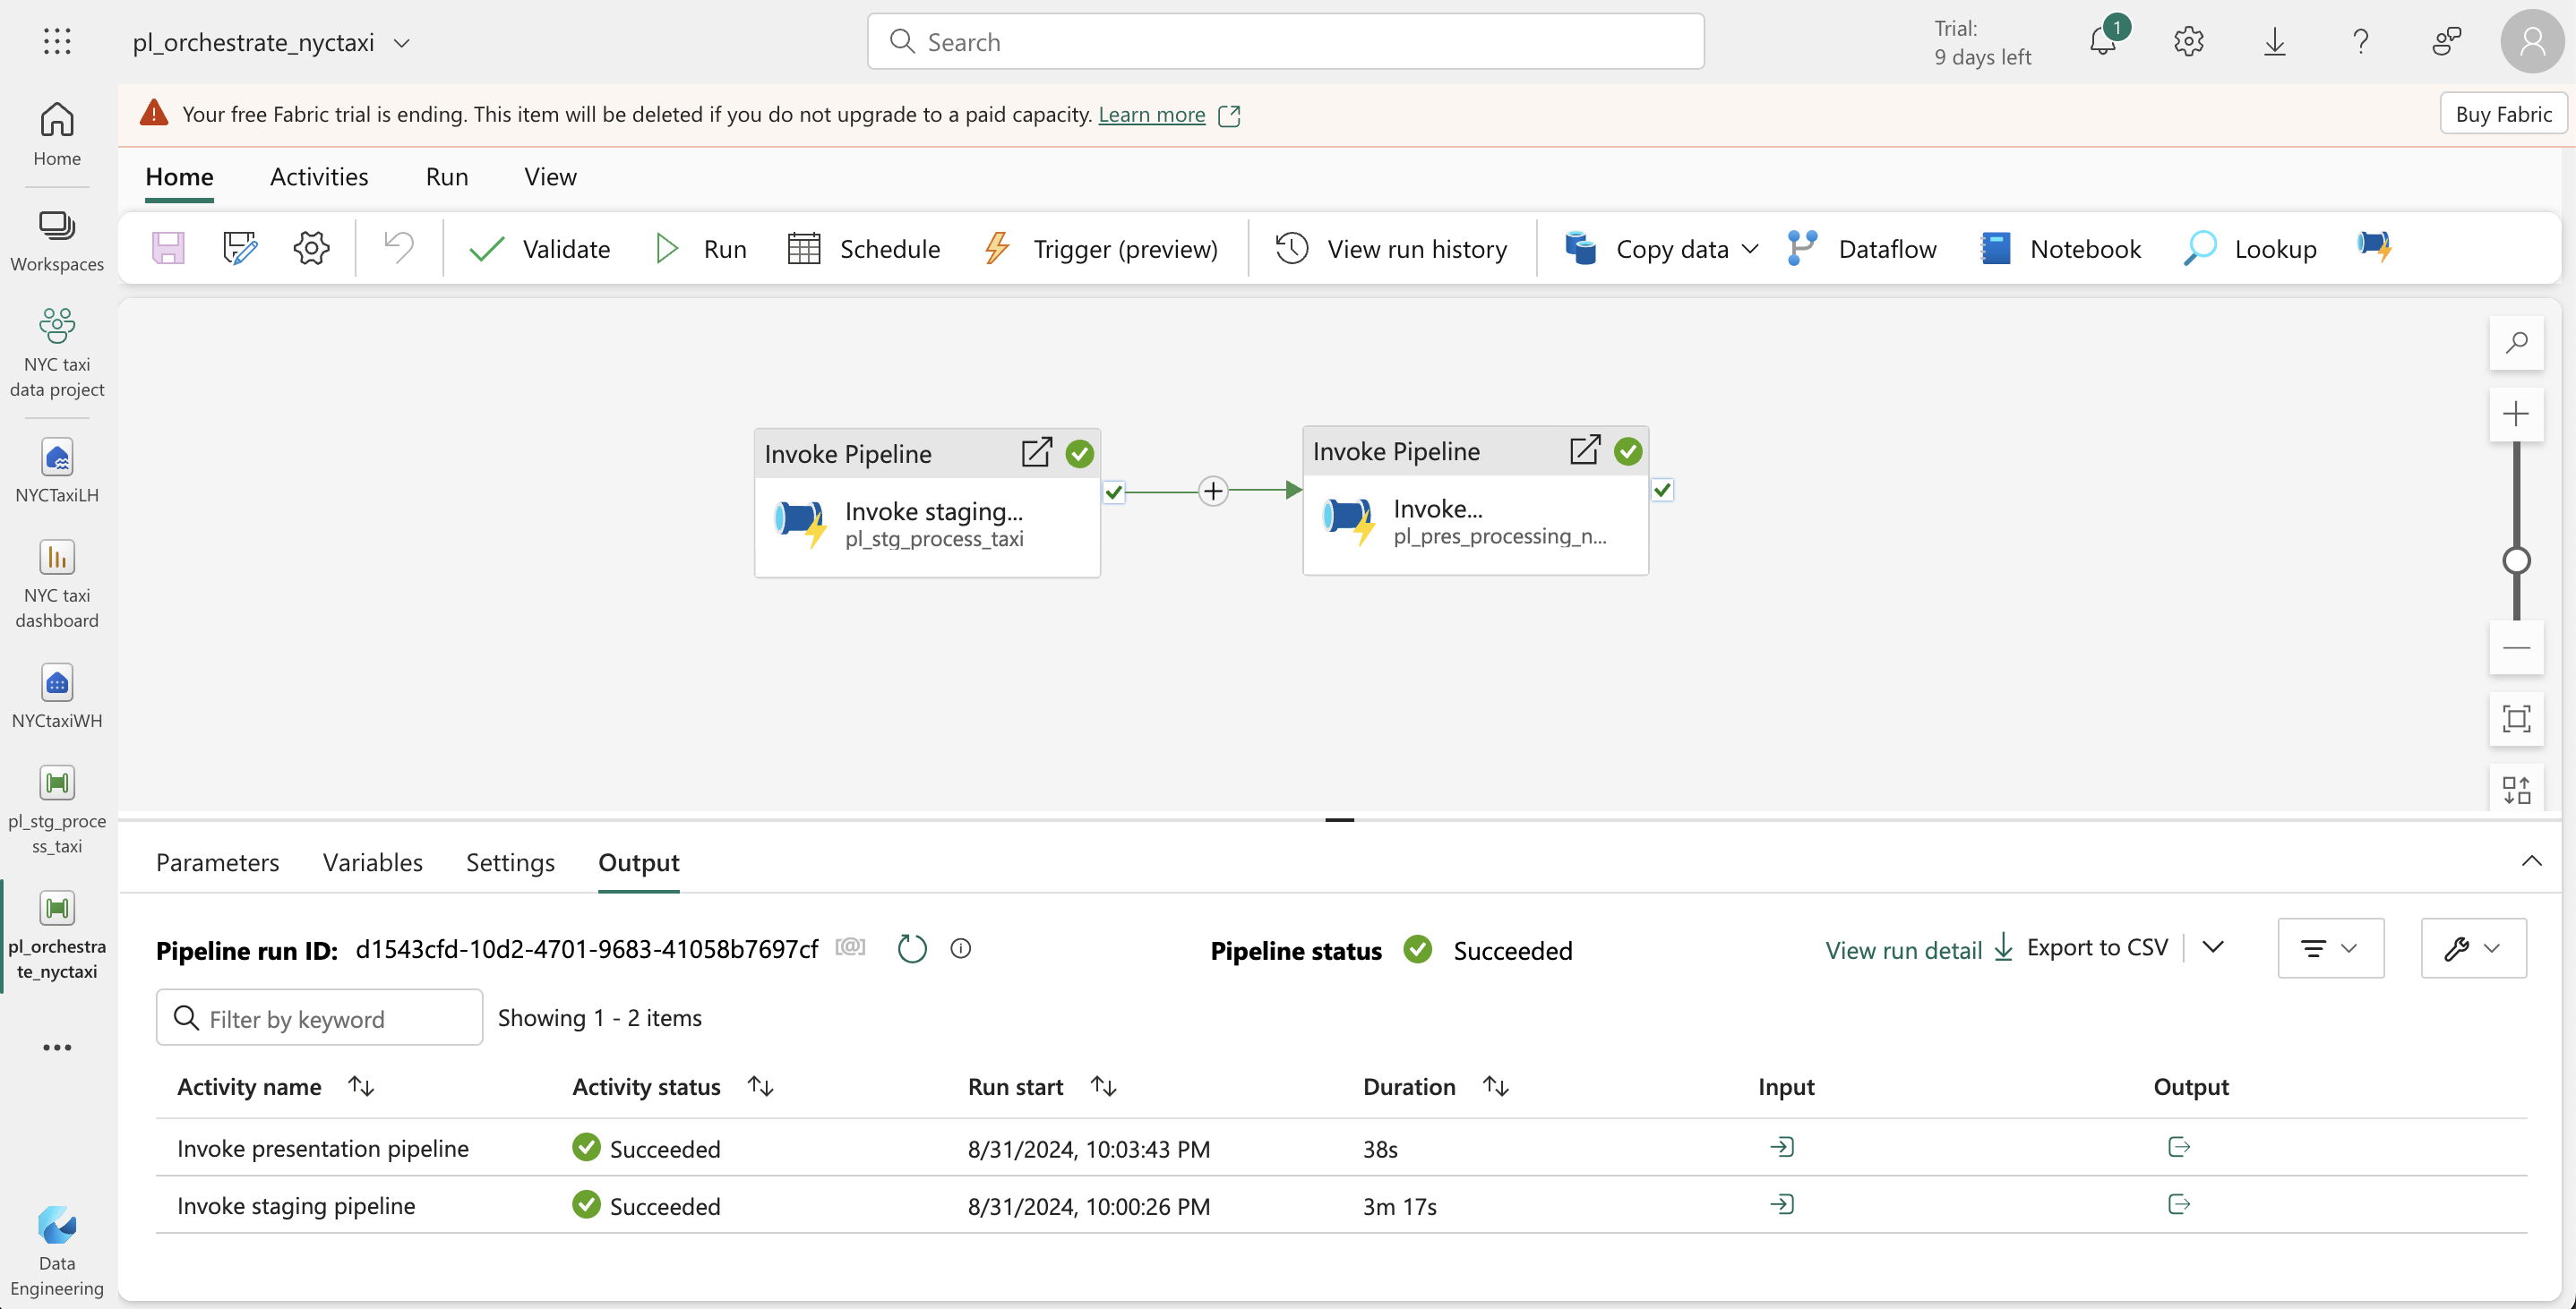 pl_orchestrate_nyctaxi
Search
Trial:
9 days left
1
Your free Fabric trial is ending. This item will be deleted if you do not upgrade to a paid capacity. Learn more
Buy Fabric
Home
Workspaces
NYC taxi
data project
NYCTaxiLH
NYC taxi
dashboard
NYCtaxiWH
pl_stg_proce
ss_taxi
pl_orchestra
te_nyctaxi
Data
Engineering
Home Activities Run View
Validate Run Schedule Trigger (preview) View run history Copy data Dataflow Notebook Lookup
Invoke Pipeline
Invoke staging...
pl_stg_process_taxi
Invoke Pipeline
Invoke...
pl_pres_processing_n...
Parameters Variables Settings Output
Pipeline run ID: d1543cfd-10d2-4701-9683-41058b7697cf [@] Pipeline status Succeeded View run detail Export to CSV
Filter by keyword Showing 1 - 2 items
Activity name Activity status Run start Duration Input Output
Invoke presentation pipeline Succeeded 8/31/2024, 10:03:43 PM 38s
Invoke staging pipeline Succeeded 8/31/2024, 10:00:26 PM 3m 17s